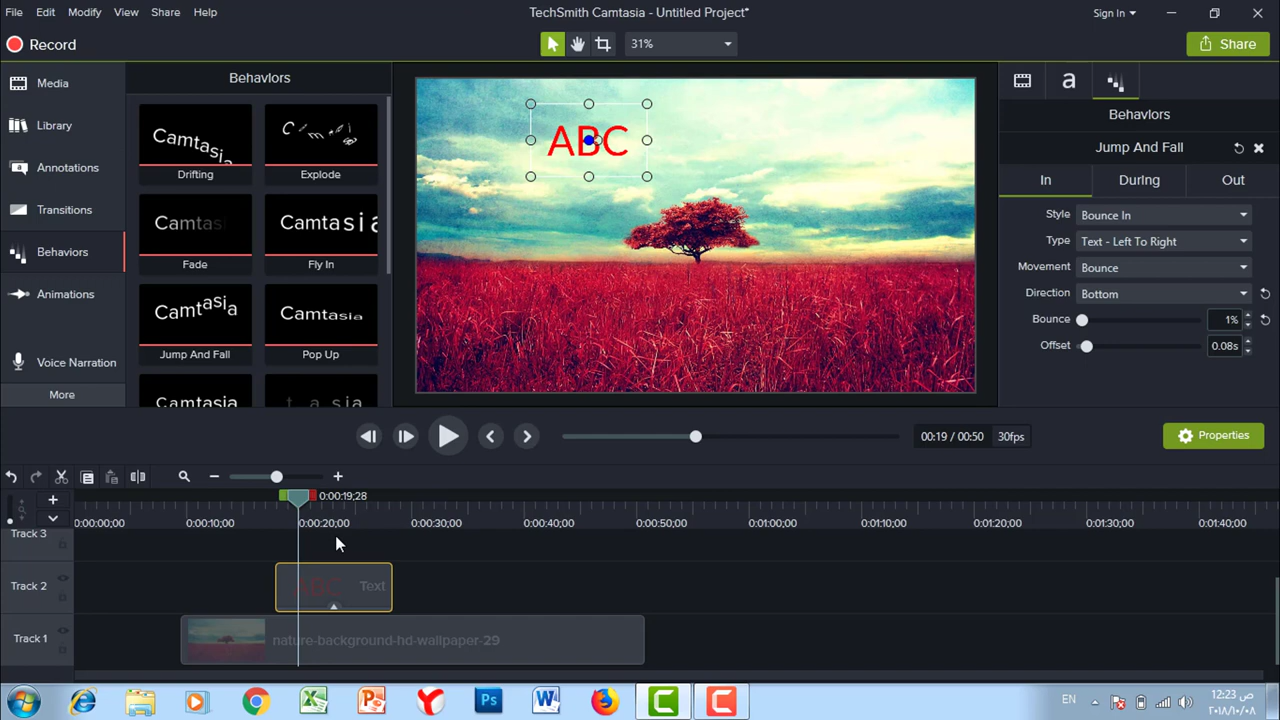 File Edit Modify View Share Help
TechSmith Camtasia - Untitled Project*
Sign In
Record
31%
Share
Media
Library
Annotations
Transitions
Behaviors
Animations
Voice Narration
More
Behaviors
Camtasia
Drifting
Explode
Camtas
Fade
Camtasia
Fly In
Camtasia
Jump And Fall
Camtasia
Pop Up
Camtasia
t a sia
ABC
a
Behaviors
Jump And Fall
In During Out
Style Bounce In
Type Text - Left To Right
Movement Bounce
Direction Bottom
Bounce 1%
Offset 0.08s
00:19 / 00:50 30fps
Properties
0:00:19;28
0:00:00;00 0:00:10;00 0:00:20;00 0:00:30;00 0:00:40;00 0:00:50;00 0:01:00;00 0:01:10;00 0:01:20;00 0:01:30;00 0:01:40;00
Track 3
Track 2
ABC Text
Track 1
nature-background-hd-wallpaper-29
Ps
EN
12:23 ص
٢٠١٨/١٠/٠٨